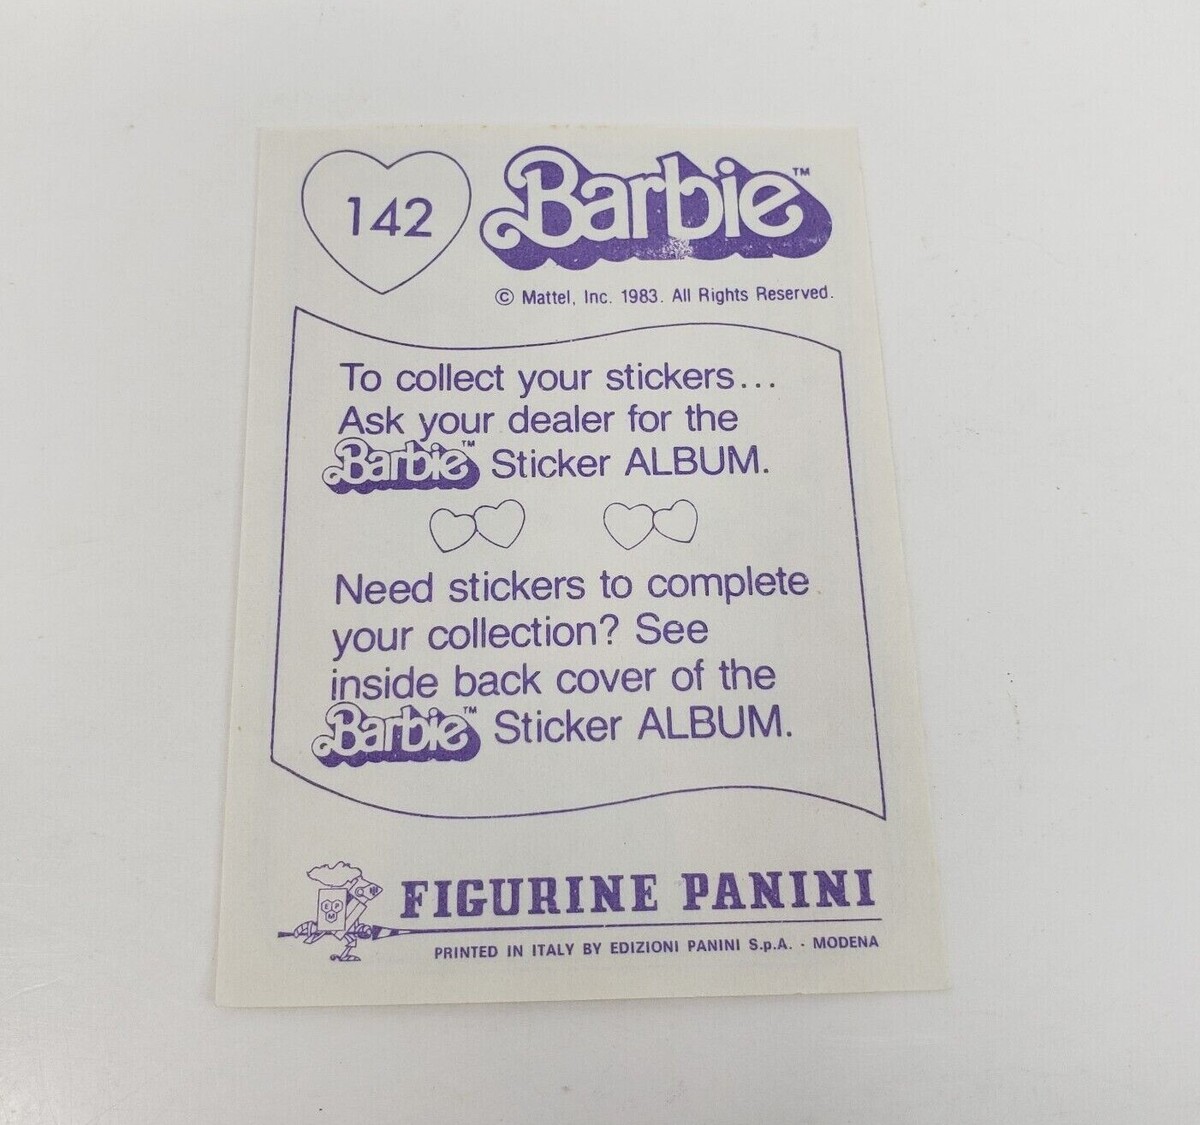 142
Barbie™
© Mattel, Inc. 1983. All Rights Reserved.
To collect your stickers...
Ask your dealer for the
Barbie™ Sticker ALBUM.
Need stickers to complete
your collection? See
inside back cover of the
Barbie™ Sticker ALBUM.
EPM
FIGURINE PANINI
PRINTED IN ITALY BY EDIZIONI PANINI S.p.A. - MODENA